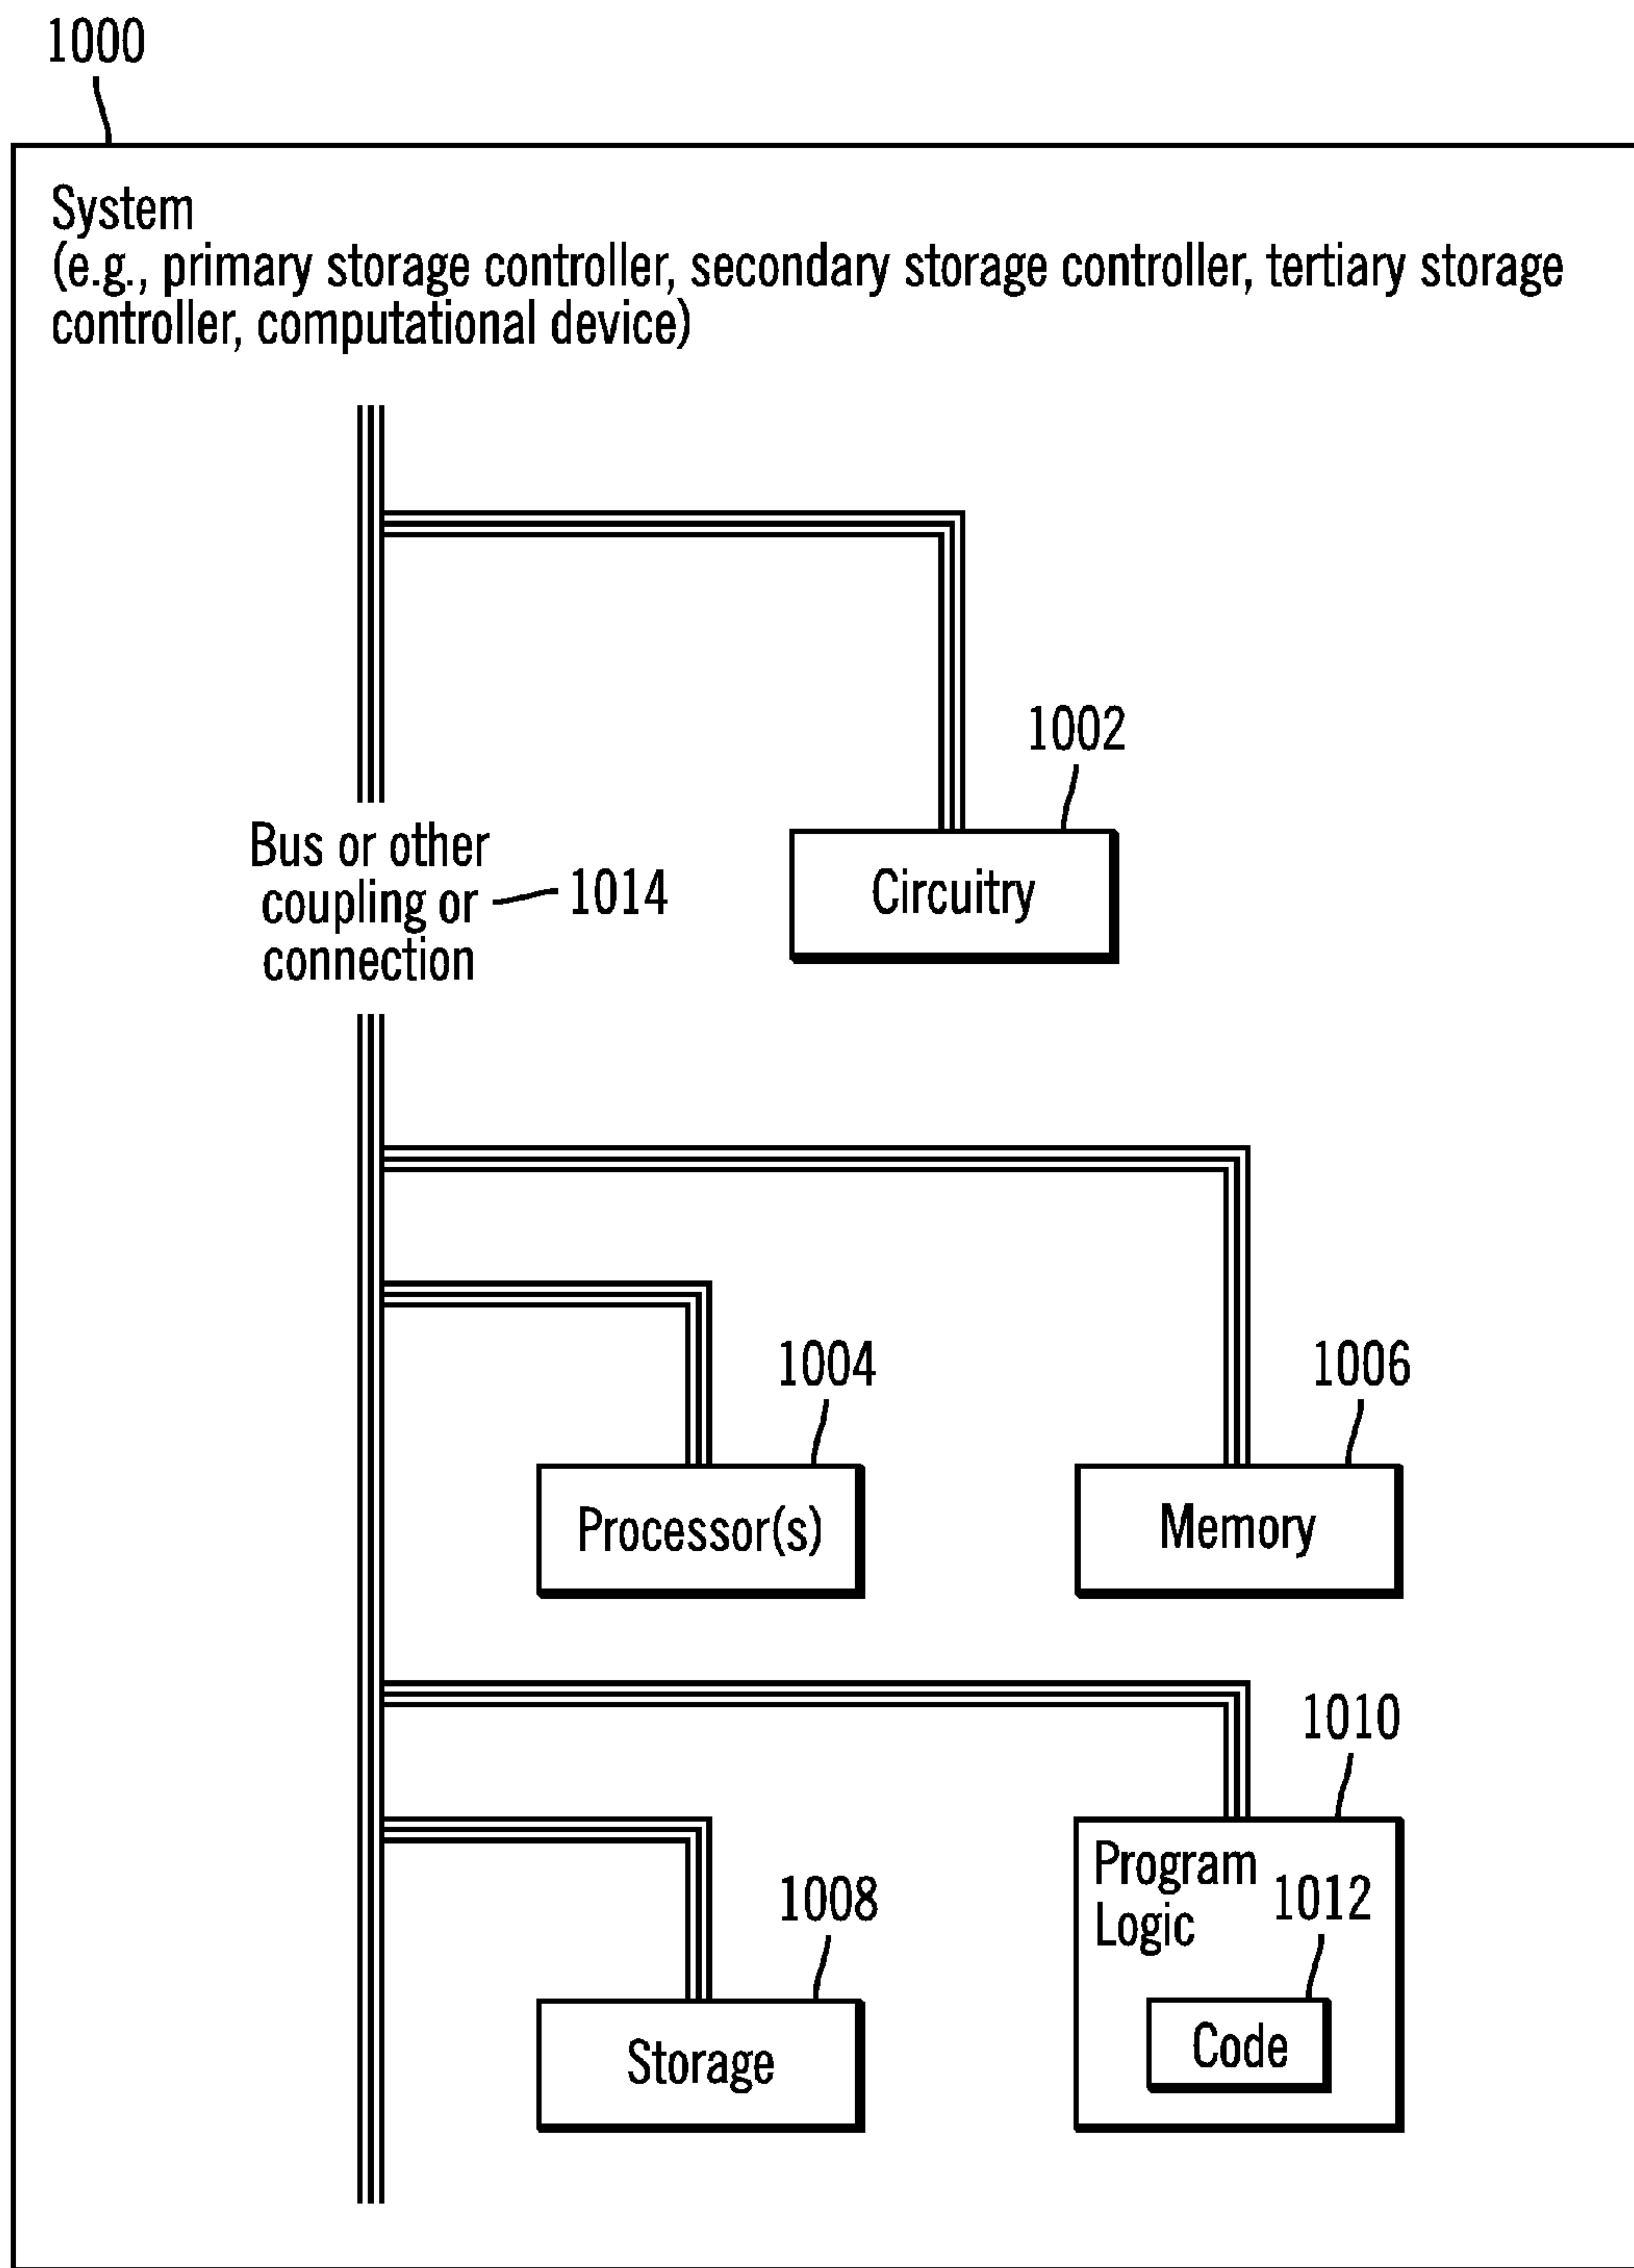 1000
System
(e.g., primary storage controller, secondary storage controller, tertiary storage
controller, computational device)
1002
Bus or other
coupling or
connection
1014
Circuitry
1004
1006
Processor(s)
Memory
1010
Program
Logic
1008
1012
Storage
Code